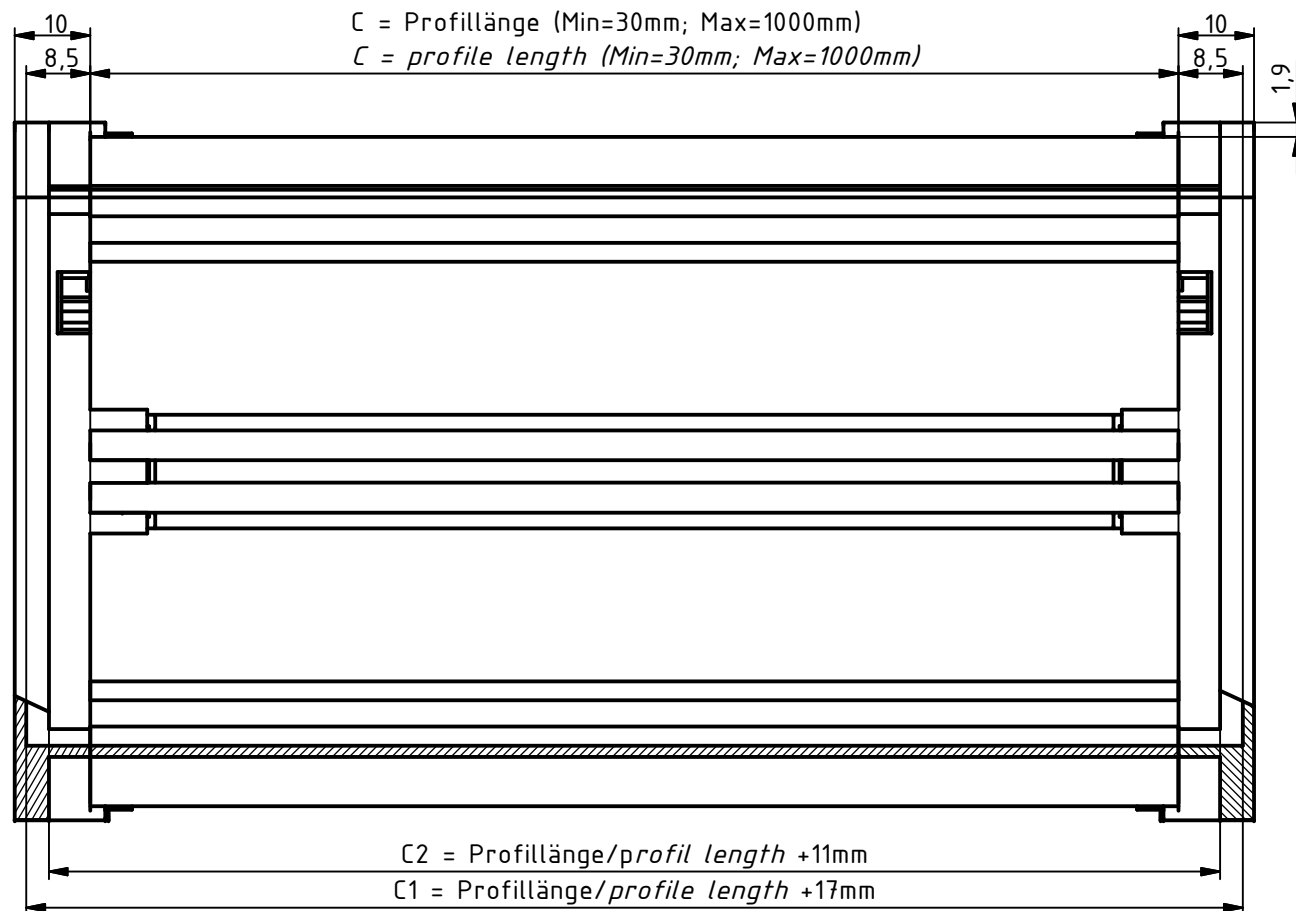 10
C = Profillänge (Min=30mm; Max=1000mm)
10
8,5
C = profile length (Min=30mm; Max=1000mm)
8,5
1,9
C2 = Profillänge/profil length +11mm
C1 = Profillänge/profile length +17mm